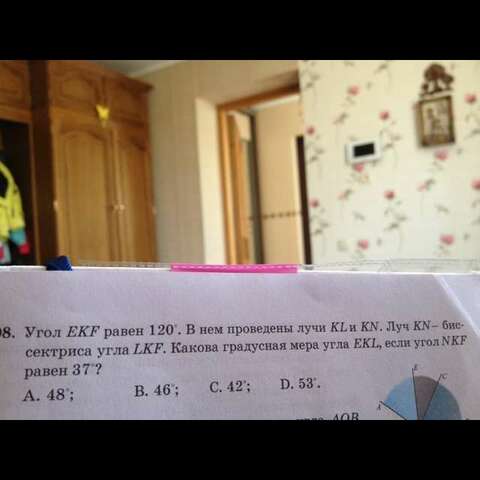 98. Угол EKF равен 120°. В нем проведены лучи KL и KN. Луч KN – бис-
сектриса угла LKF. Какова градусная мера угла EKL, если угол NKF
равен 37°?
А. 48°; В. 46°; С. 42°; D. 53°.
E
C
A
AOB